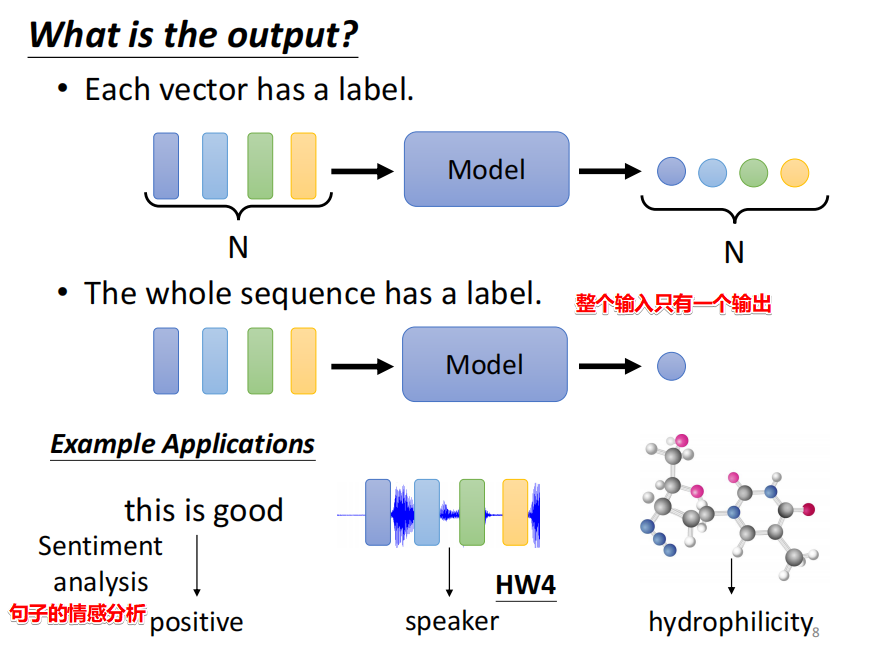 What is the output?
• Each vector has a label.
Model
N
N
• The whole sequence has a label.
整个输入只有一个输出
Model
Example Applications
this is good
Sentiment
analysis
句子的情感分析
positive
HW4
speaker
hydrophilicity
8